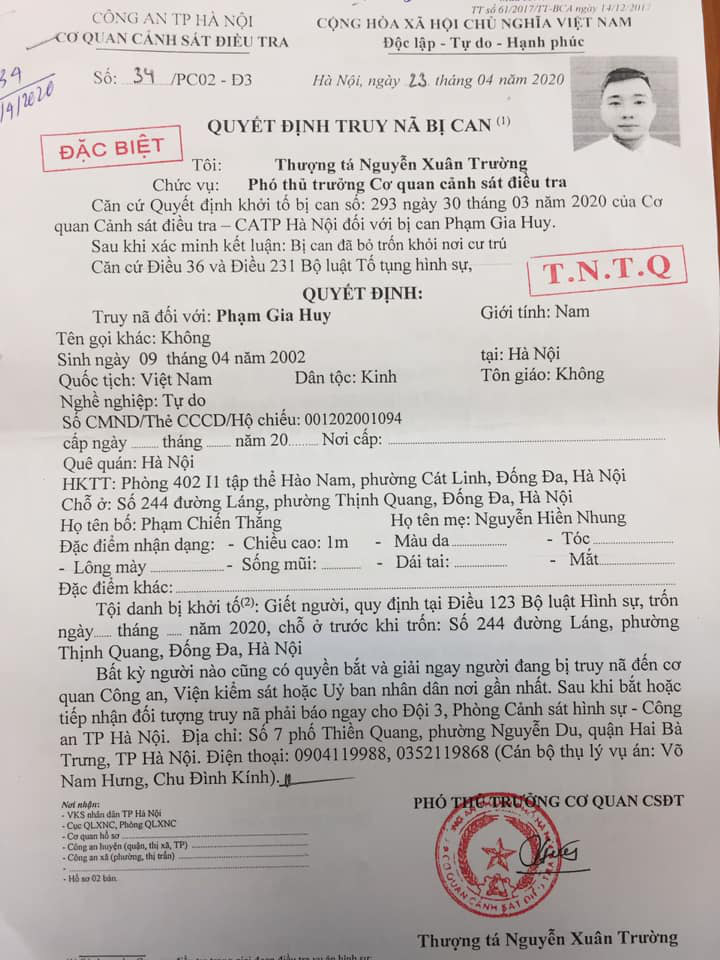 TT số 61/2017/TT-BCA ngày 14/12/2017
CÔNG AN TP HÀ NỘI
CỘNG HÒA XÃ HỘI CHỦ NGHĨA VIỆT NAM
CƠ QUAN CẢNH SÁT ĐIỀU TRA
Độc lập - Tự do - Hạnh phúc
Số: 34 /PC02 - Đ3
Hà Nội, ngày 23 tháng 04 năm 2020
34
/4/2020
QUYẾT ĐỊNH TRUY NÃ BỊ CAN (1)
ĐẶC BIỆT
Tôi: Thượng tá Nguyễn Xuân Trường
Chức vụ: Phó thủ trưởng Cơ quan cảnh sát điều tra
Căn cứ Quyết định khởi tố bị can số: 293 ngày 30 tháng 03 năm 2020 của Cơ
quan Cảnh sát điều tra – CATP Hà Nội đối với bị can Phạm Gia Huy.
Sau khi xác minh kết luận: Bị can đã bỏ trốn khỏi nơi cư trú
Căn cứ Điều 36 và Điều 231 Bộ luật Tố tụng hình sự,
T.N.T.Q
QUYẾT ĐỊNH:
Truy nã đối với: Phạm Gia Huy Giới tính: Nam
Tên gọi khác: Không
Sinh ngày 09 tháng 04 năm 2002 tại: Hà Nội
Quốc tịch: Việt Nam Dân tộc: Kinh Tôn giáo: Không
Nghề nghiệp: Tự do
Số CMND/Thẻ CCCD/Hộ chiếu: 001202001094
cấp ngày ......... tháng ......... năm 20......... Nơi cấp: .........
Quê quán: Hà Nội
HKTT: Phòng 402 I1 tập thể Hào Nam, phường Cát Linh, Đống Đa, Hà Nội
Chỗ ở: Số 244 đường Láng, phường Thịnh Quang, Đống Đa, Hà Nội
Họ tên bố: Phạm Chiến Thắng Họ tên mẹ: Nguyễn Hiền Nhung
Đặc điểm nhận dạng: - Chiều cao: 1m - Màu da ......... - Tóc .........
- Lông mày ......... - Sống mũi: ......... - Dái tai: ......... - Mắt.........
Đặc điểm khác: .........
Tội danh bị khởi tố(2): Giết người, quy định tại Điều 123 Bộ luật Hình sự, trốn
ngày...... tháng ...... năm 2020, chỗ ở trước khi trốn: Số 244 đường Láng, phường
Thịnh Quang, Đống Đa, Hà Nội
Bất kỳ người nào cũng có quyền bắt và giải ngay người đang bị truy nã đến cơ
quan Công an, Viện kiểm sát hoặc Uỷ ban nhân dân nơi gần nhất. Sau khi bắt hoặc
tiếp nhận đối tượng truy nã phải báo ngay cho Đội 3, Phòng Cảnh sát hình sự - Công
an TP Hà Nội. Địa chỉ: Số 7 phố Thiền Quang, phường Nguyễn Du, quận Hai Bà
Trưng, TP Hà Nội. Điện thoại: 0904119988, 0352119868 (Cán bộ thụ lý vụ án: Võ
Nam Hưng, Chu Đình Kính).
Nơi nhận:
- VKS nhân dân TP Hà Nội
- Cục QLXNC, Phòng QLXNC
- Cơ quan hồ sơ .........
- Công an huyện (quận, thị xã, TP) .........
- Công an xã (phường, thị trấn) .........
- .........
- Hồ sơ 02 bản.
PHÓ THỦ TRƯỞNG CƠ QUAN CSĐT
CƠ QUAN CẢNH SÁT ĐIỀU TRA
Thượng tá Nguyễn Xuân Trường